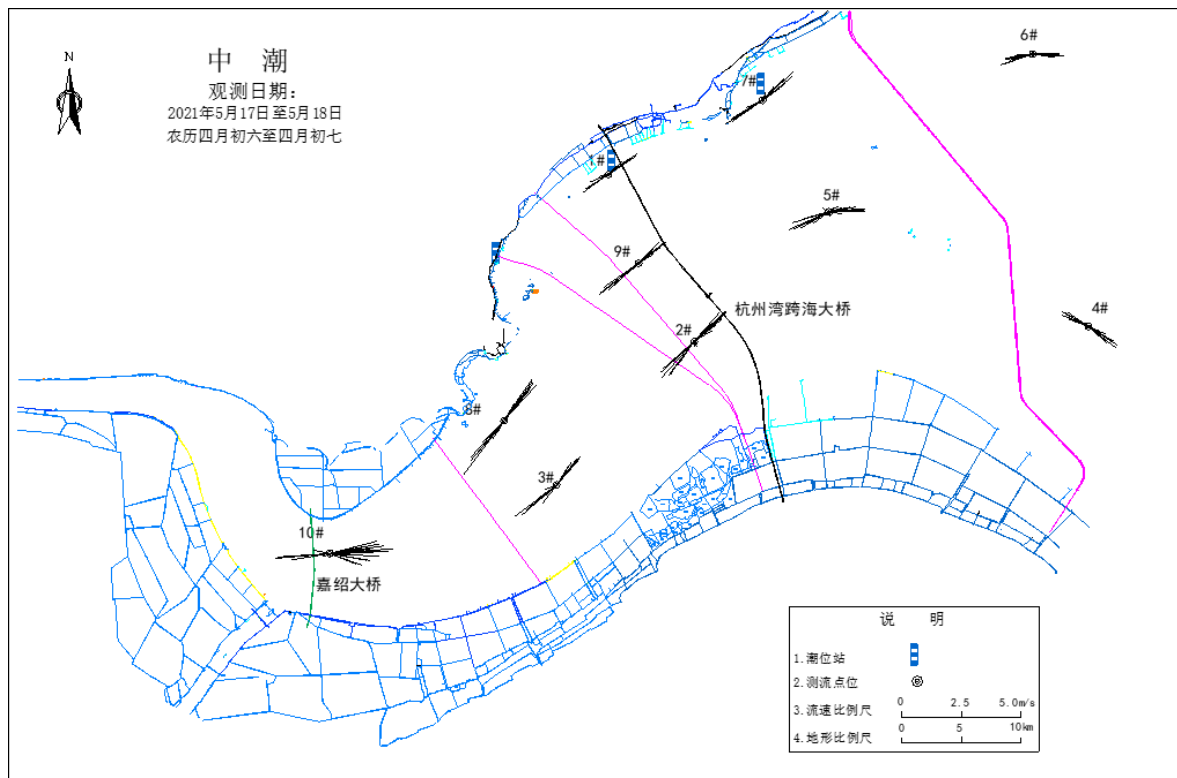 N
中 潮
观测日期:
2021年5月17日至5月18日
农历四月初六至四月初七
6#
7#
1#
5#
9#
杭州湾跨海大桥
4#
2#
8#
3#
10#
嘉绍大桥
说 明
1.潮位站
2.测流点位
3.流速比例尺
0 2.5 5.0m/s
4.地形比例尺
0 5 10km